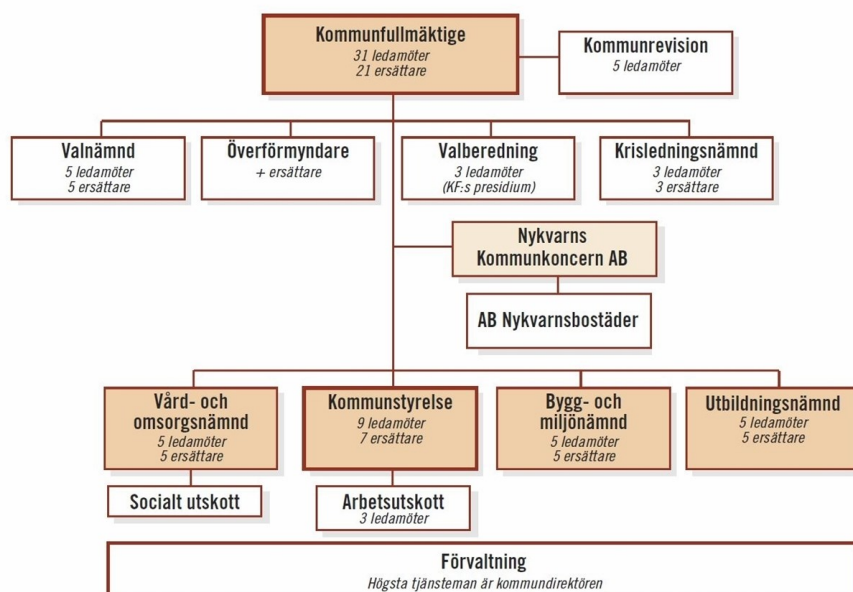 Kommunfullmäktige
31 ledamöter
21 ersättare
Kommunrevision
5 ledamöter
Valnämnd
5 ledamöter
5 ersättare
Överförmyndare
+ ersättare
Valberedning
3 ledamöter
(KF:s presidium)
Krisledningsnämnd
3 ledamöter
3 ersättare
Nykvarns
Kommunkoncern AB
AB Nykvarnsbostäder
Vård- och
omsorgsnämnd
5 ledamöter
5 ersättare
Kommunstyrelse
9 ledamöter
7 ersättare
Bygg- och
miljönämnd
5 ledamöter
5 ersättare
Utbildningsnämnd
5 ledamöter
5 ersättare
Socialt utskott
Arbetsutskott
3 ledamöter
Förvaltning
Högsta tjänsteman är kommundirektören